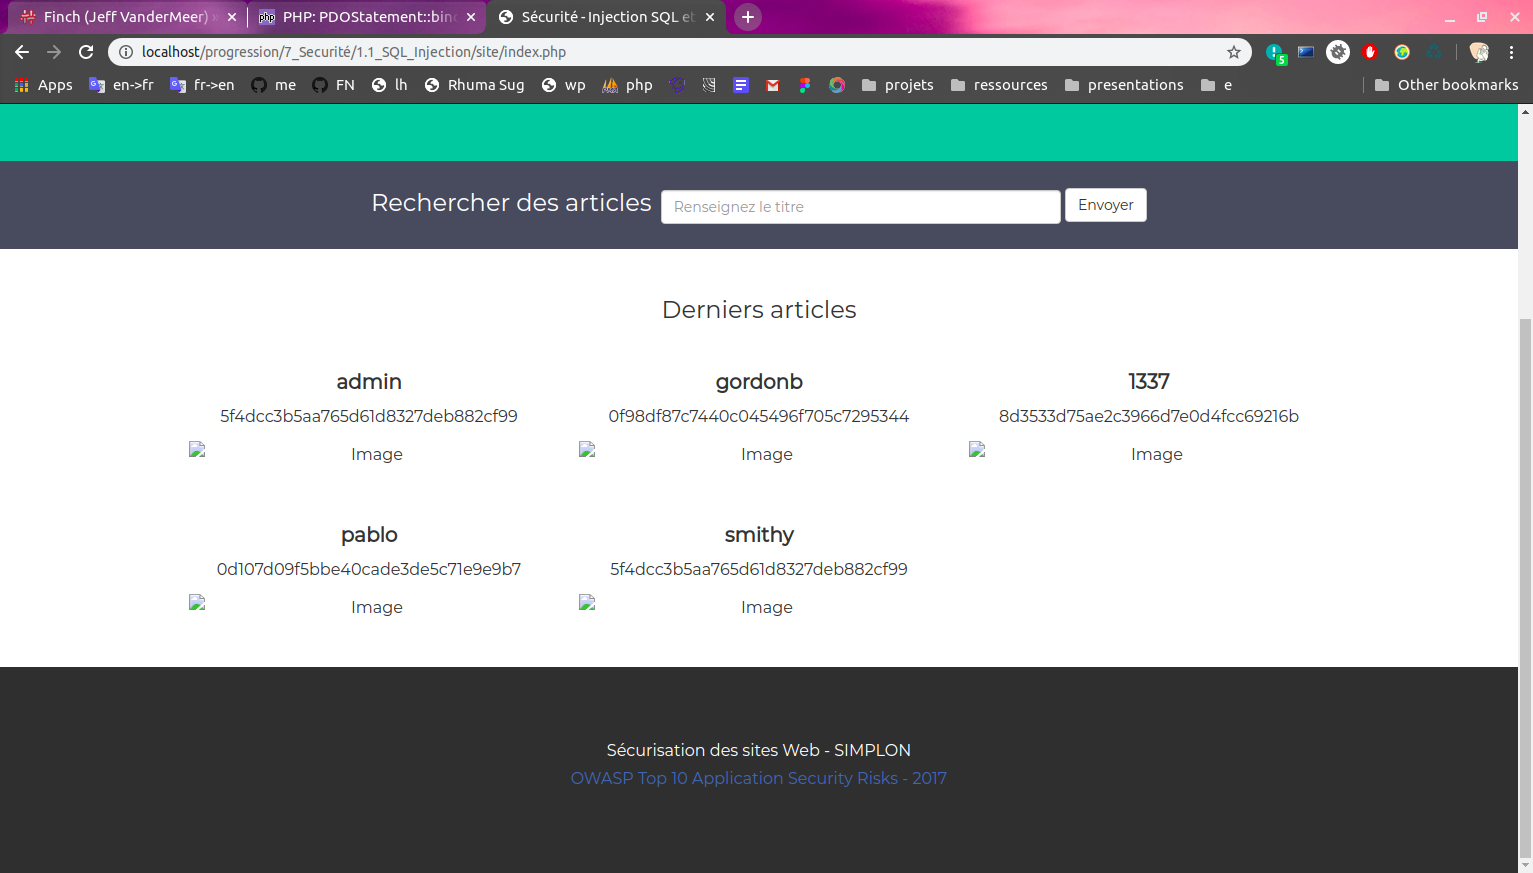 Finch (Jeff VanderMeer)
PHP: PDOStatement::bind
Sécurité - Injection SQL et
localhost/progression/7_Securité/1.1_SQL_Injection/site/index.php
5
Apps
en->fr
fr->en
me
FN
lh
Rhuma Sug
wp
php
projets
ressources
presentations
e
Other bookmarks
Rechercher des articles
Renseignez le titre
Envoyer
Derniers articles
admin
5f4dcc3b5aa765d61d8327deb882cf99
Image
gordonb
0f98df87c7440c045496f705c7295344
Image
1337
8d3533d75ae2c3966d7e0d4fcc69216b
Image
pablo
0d107d09f5bbe40cade3de5c71e9e9b7
Image
smithy
5f4dcc3b5aa765d61d8327deb882cf99
Image
Sécurisation des sites Web - SIMPLON
OWASP Top 10 Application Security Risks - 2017